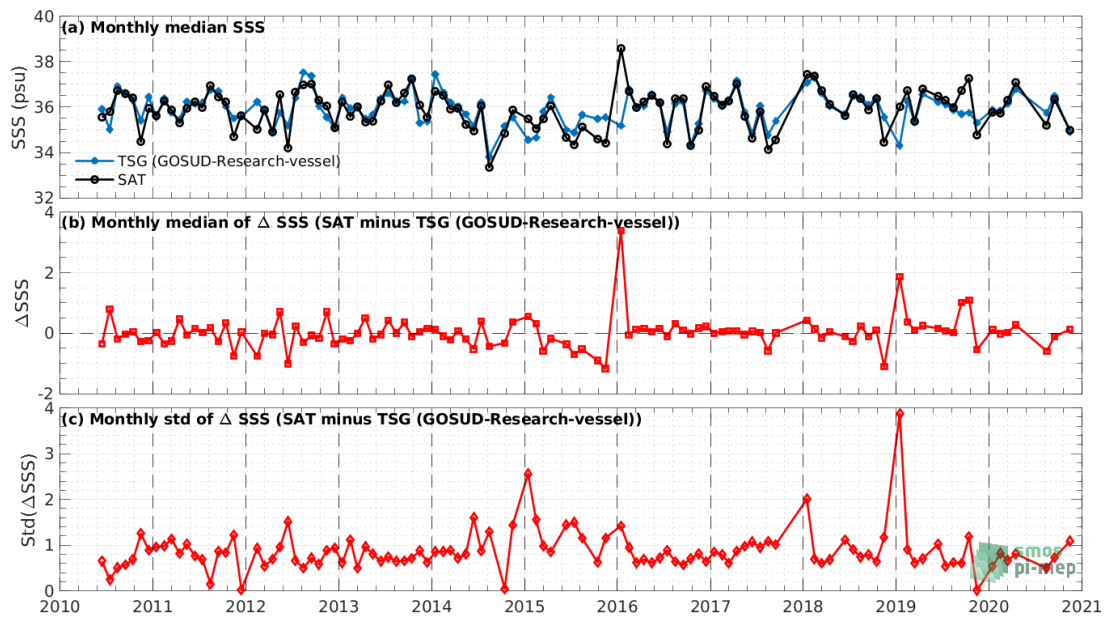 40
(a) Monthly median SSS
38
SSS (psu)
36
34
TSG (GOSUD-Research-vessel)
SAT
32
4
(b) Monthly median of Δ SSS (SAT minus TSG (GOSUD-Research-vessel))
2
ΔSSS
0
-2
4
(c) Monthly std of Δ SSS (SAT minus TSG (GOSUD-Research-vessel))
3
Std(ΔSSS)
2
1
smos
pi-mep
0
2010 2011 2012 2013 2014 2015 2016 2017 2018 2019 2020 2021